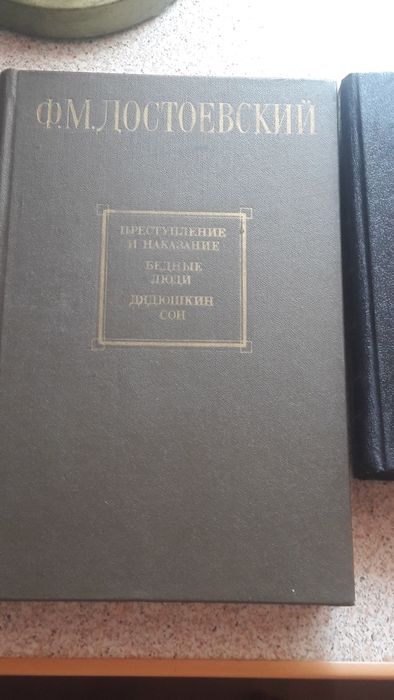 Ф.М.ДОСТОЕВСКИЙ
ПРЕСТУПЛЕНИЕ
И НАКАЗАНИЕ
БЕДНЫЕ
ЛЮДИ
ДЯДЮШКИН
СОН